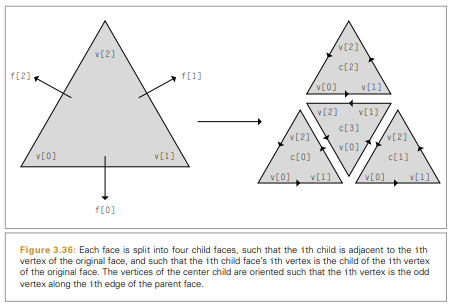 v[2]
f[2]
f[1]
v[0]
v[1]
f[0]
v[2]
c[2]
v[0]
v[1]
v[2]
v[1]
c[3]
v[0]
v[2]
c[0]
v[0]
v[1]
v[2]
c[1]
v[0]
v[1]
Figure 3.36: Each face is split into four child faces, such that the ith child is adjacent to the ith
vertex of the original face, and such that the ith child face's ith vertex is the child of the ith vertex
of the original face. The vertices of the center child are oriented such that the ith vertex is the odd
vertex along the ith edge of the parent face.